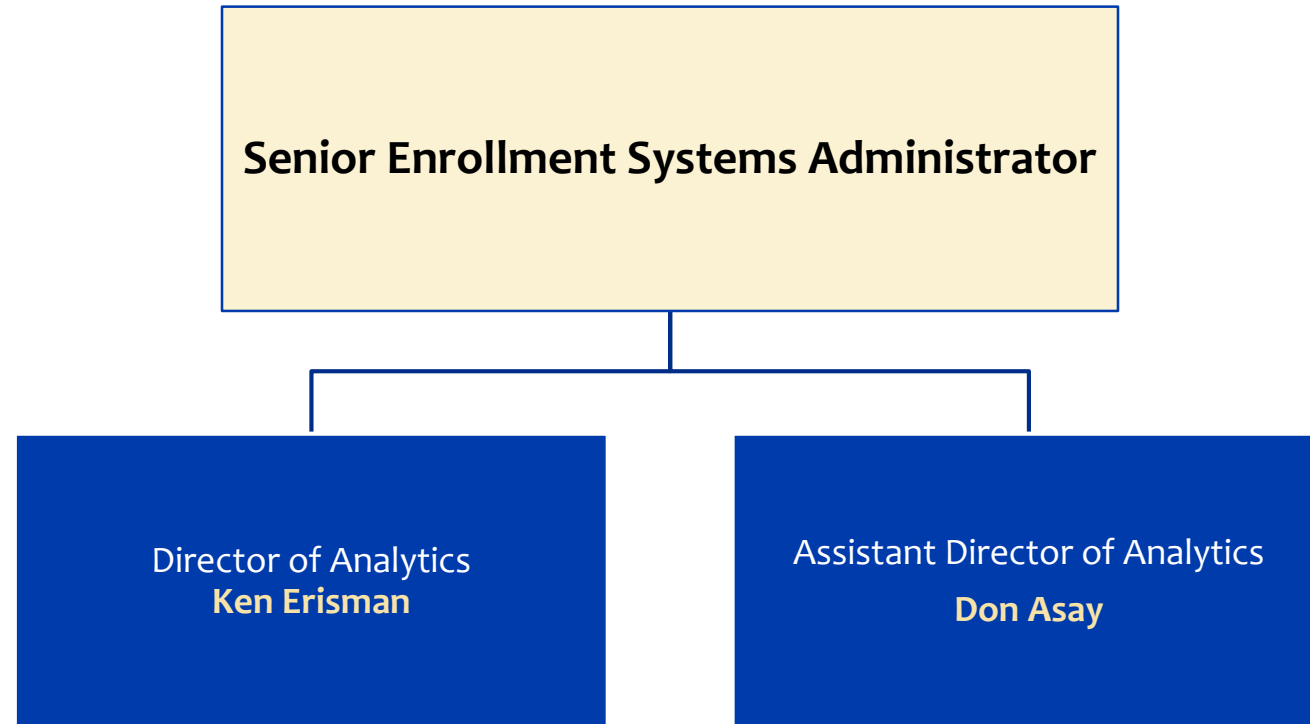 Senior Enrollment Systems Administrator
Director of Analytics
Ken Erisman
Assistant Director of Analytics
Don Asay